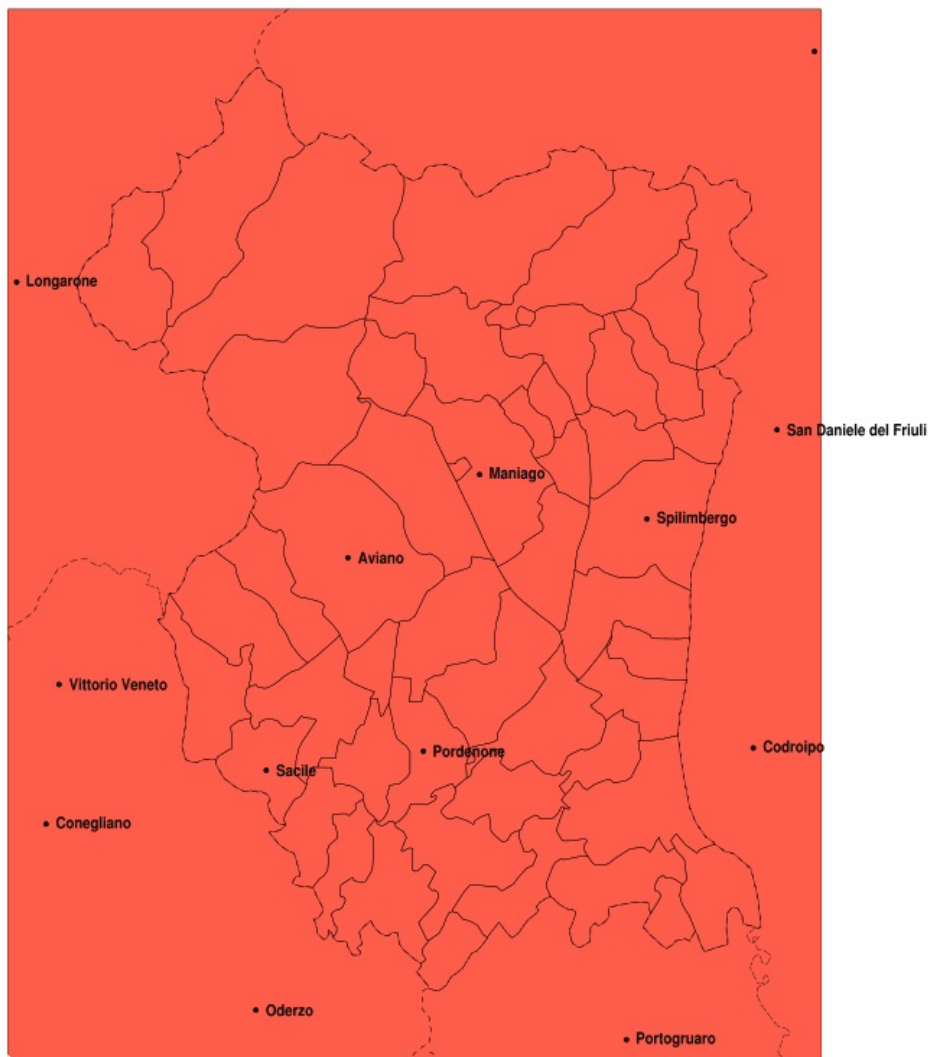 Longarone
San Daniele del Friuli
Maniago
Spilimbergo
Aviano
Vittorio Veneto
Pordenone
Codroipo
Sacile
Conegliano
Oderzo
Portogruaro